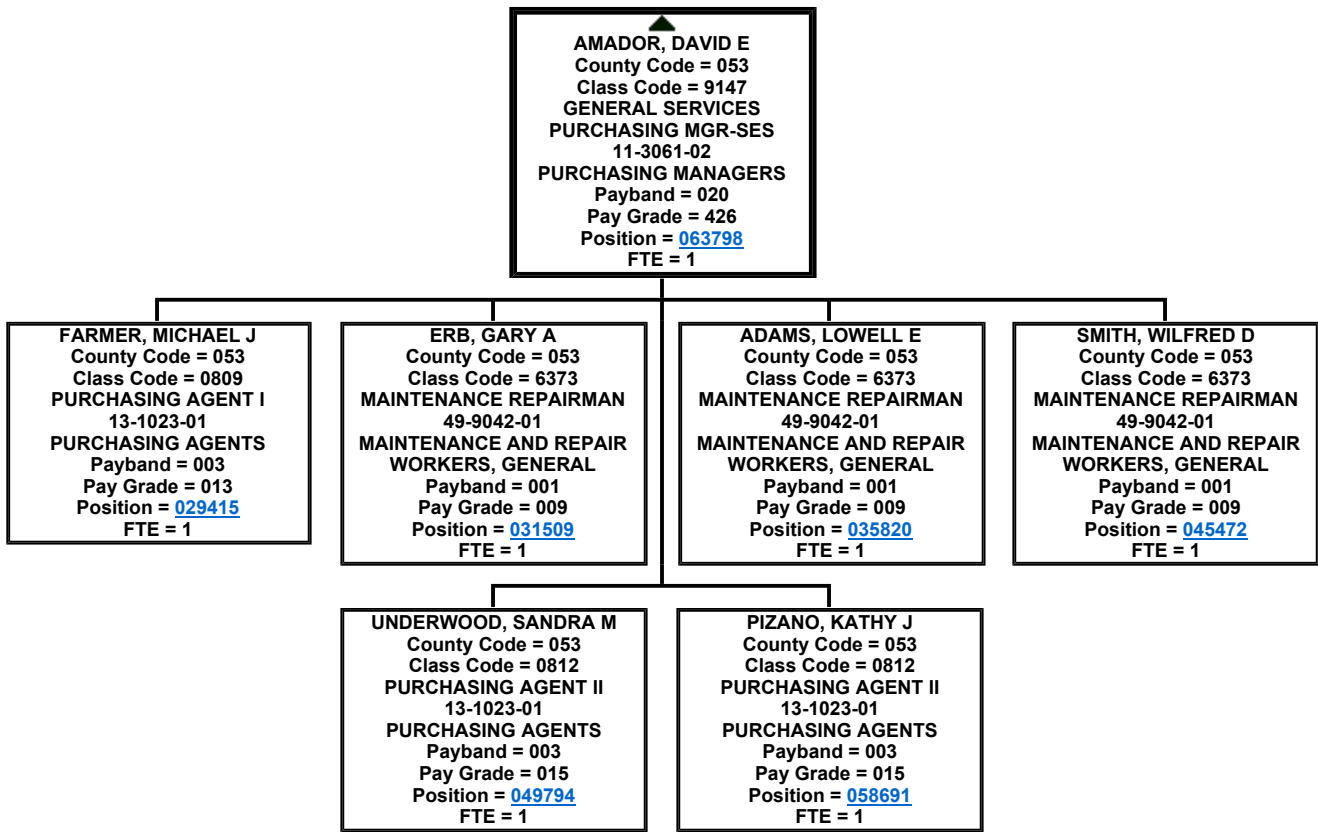 AMADOR, DAVID E
County Code = 053
Class Code = 9147
GENERAL SERVICES
PURCHASING MGR-SES
11-3061-02
PURCHASING MANAGERS
Payband = 020
Pay Grade = 426
Position = 063798
FTE = 1
FARMER, MICHAEL J
County Code = 053
Class Code = 0809
PURCHASING AGENT I
13-1023-01
PURCHASING AGENTS
Payband = 003
Pay Grade = 013
Position = 029415
FTE = 1
ERB, GARY A
County Code = 053
Class Code = 6373
MAINTENANCE REPAIRMAN
49-9042-01
MAINTENANCE AND REPAIR
WORKERS, GENERAL
Payband = 001
Pay Grade = 009
Position = 031509
FTE = 1
ADAMS, LOWELL E
County Code = 053
Class Code = 6373
MAINTENANCE REPAIRMAN
49-9042-01
MAINTENANCE AND REPAIR
WORKERS, GENERAL
Payband = 001
Pay Grade = 009
Position = 035820
FTE = 1
SMITH, WILFRED D
County Code = 053
Class Code = 6373
MAINTENANCE REPAIRMAN
49-9042-01
MAINTENANCE AND REPAIR
WORKERS, GENERAL
Payband = 001
Pay Grade = 009
Position = 045472
FTE = 1
UNDERWOOD, SANDRA M
County Code = 053
Class Code = 0812
PURCHASING AGENT II
13-1023-01
PURCHASING AGENTS
Payband = 003
Pay Grade = 015
Position = 049794
FTE = 1
PIZANO, KATHY J
County Code = 053
Class Code = 0812
PURCHASING AGENT II
13-1023-01
PURCHASING AGENTS
Payband = 003
Pay Grade = 015
Position = 058691
FTE = 1